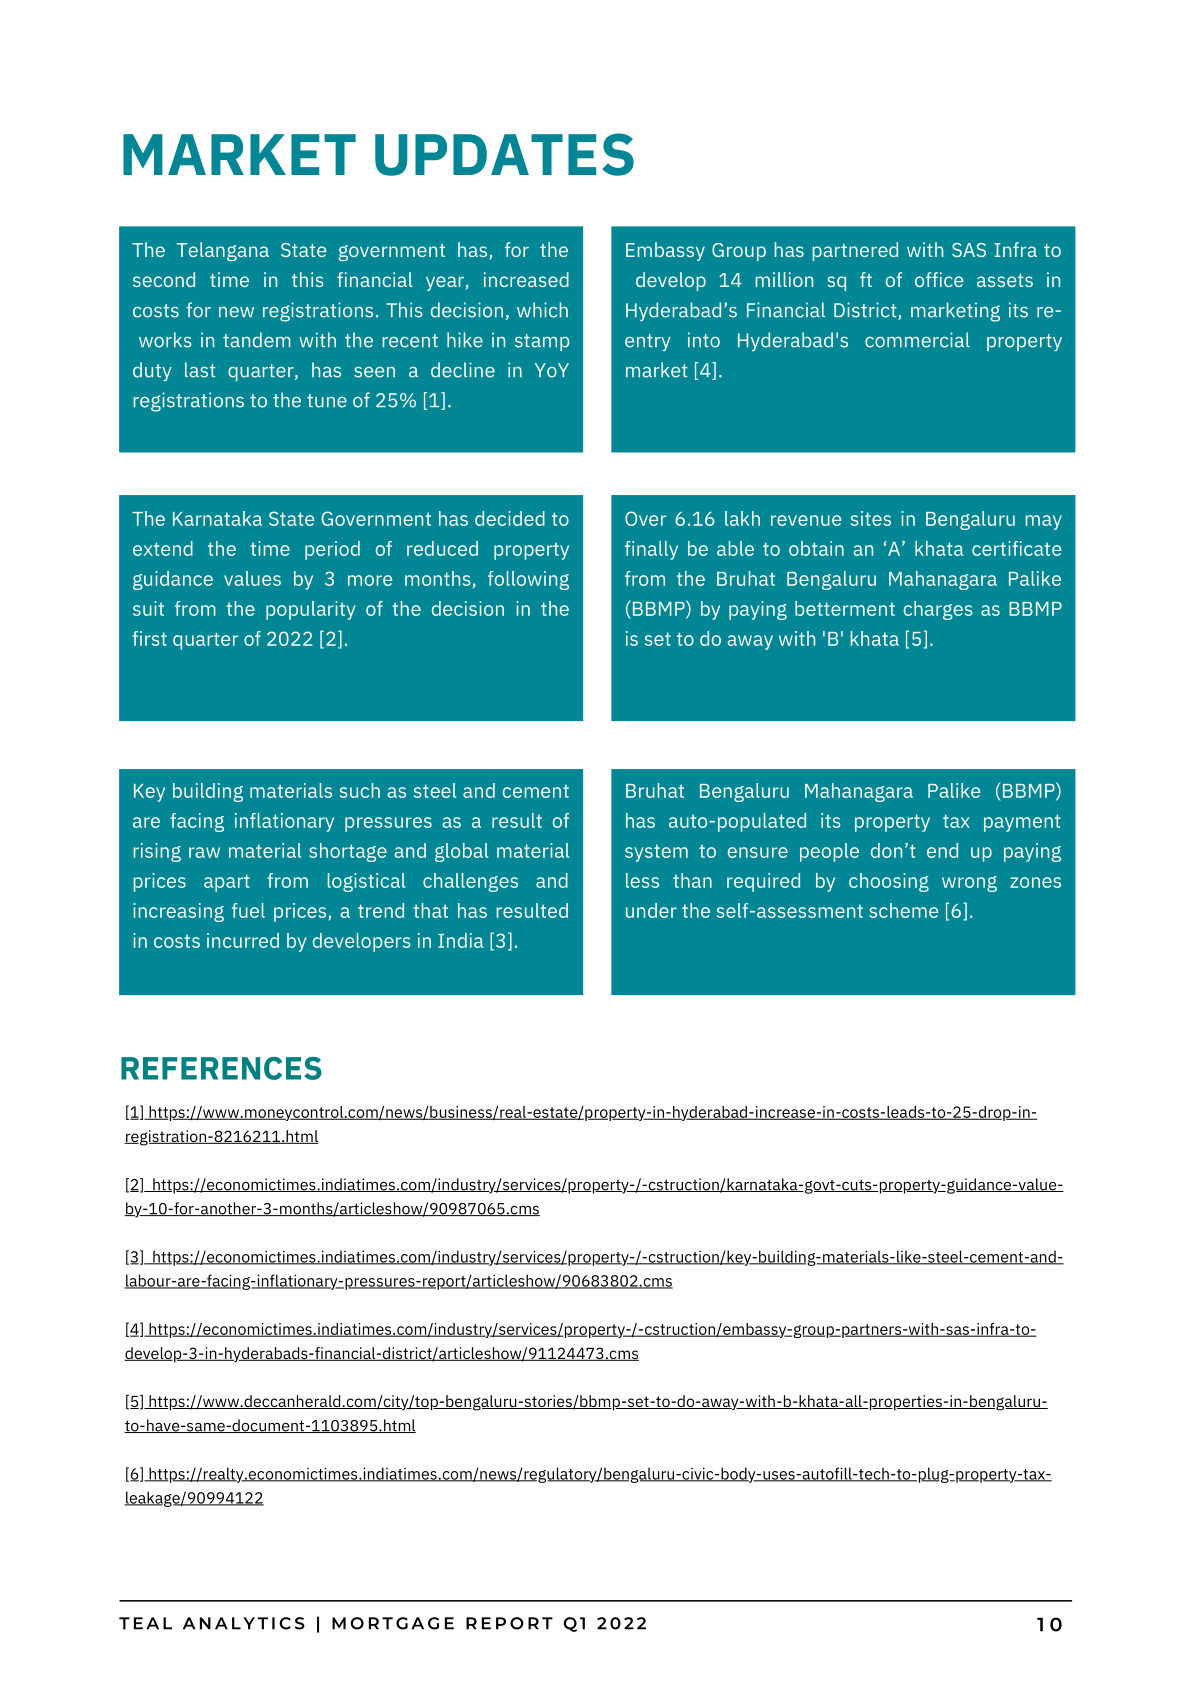 MARKET UPDATES
The Telangana State government has, for the
second time in this financial year, increased
costs for new registrations. This decision, which
works in tandem with the recent hike in stamp
duty last quarter, has seen a decline in YoY
registrations to the tune of 25% [1].
Embassy Group has partnered with SAS Infra to
develop 14 million sq ft of office assets in
Hyderabad’s Financial District, marketing its re-
entry into Hyderabad's commercial property
market [4].
The Karnataka State Government has decided to
extend the time period of reduced property
guidance values by 3 more months, following
suit from the popularity of the decision in the
first quarter of 2022 [2].
Over 6.16 lakh revenue sites in Bengaluru may
finally be able to obtain an ‘A’ khata certificate
from the Bruhat Bengaluru Mahanagara Palike
(BBMP) by paying betterment charges as BBMP
is set to do away with 'B' khata [5].
Key building materials such as steel and cement
are facing inflationary pressures as a result of
rising raw material shortage and global material
prices apart from logistical challenges and
increasing fuel prices, a trend that has resulted
in costs incurred by developers in India [3].
Bruhat Bengaluru Mahanagara Palike (BBMP)
has auto-populated its property tax payment
system to ensure people don’t end up paying
less than required by choosing wrong zones
under the self-assessment scheme [6].
REFERENCES
[1] https://www.moneycontrol.com/news/business/real-estate/property-in-hyderabad-increase-in-costs-leads-to-25-drop-in-
registration-8216211.html
[2] https://economictimes.indiatimes.com/industry/services/property-/-cstruction/karnataka-govt-cuts-property-guidance-value-
by-10-for-another-3-months/articleshow/90987065.cms
[3] https://economictimes.indiatimes.com/industry/services/property-/-cstruction/key-building-materials-like-steel-cement-and-
labour-are-facing-inflationary-pressures-report/articleshow/90683802.cms
[4] https://economictimes.indiatimes.com/industry/services/property-/-cstruction/embassy-group-partners-with-sas-infra-to-
develop-3-in-hyderabads-financial-district/articleshow/91124473.cms
[5] https://www.deccanherald.com/city/top-bengaluru-stories/bbmp-set-to-do-away-with-b-khata-all-properties-in-bengaluru-
to-have-same-document-1103895.html
[6] https://realty.economictimes.indiatimes.com/news/regulatory/bengaluru-civic-body-uses-autofill-tech-to-plug-property-tax-
leakage/90994122
TEAL ANALYTICS | MORTGAGE REPORT Q1 2022
10